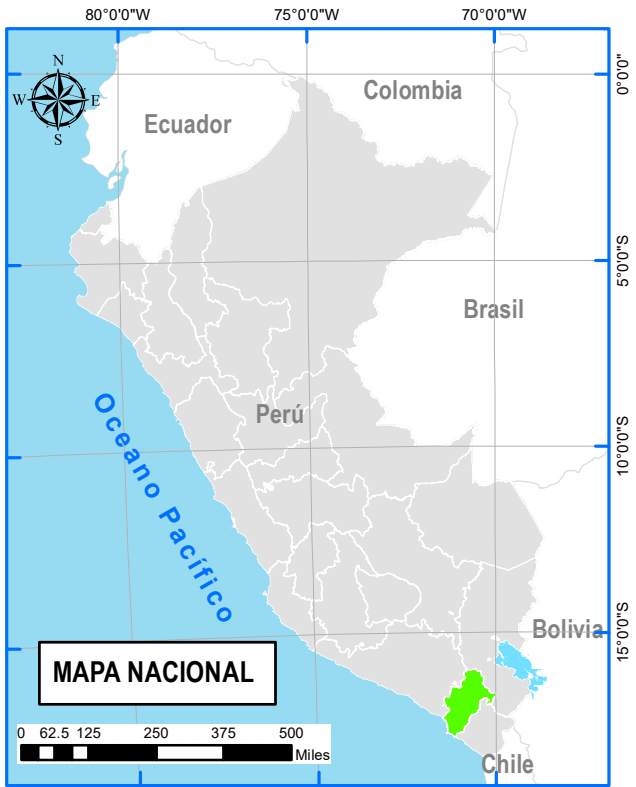 80°0'0"W 75°0'0"W 70°0'0"W
N
W E
S
0°0'0"
Colombia
Ecuador
5°0'0"S
Brasil
Perú
Oceano Pacífico
10°0'0"S
Bolivia
15°0'0"S
MAPA NACIONAL
0 62.5 125 250 375 500
Miles
Chile